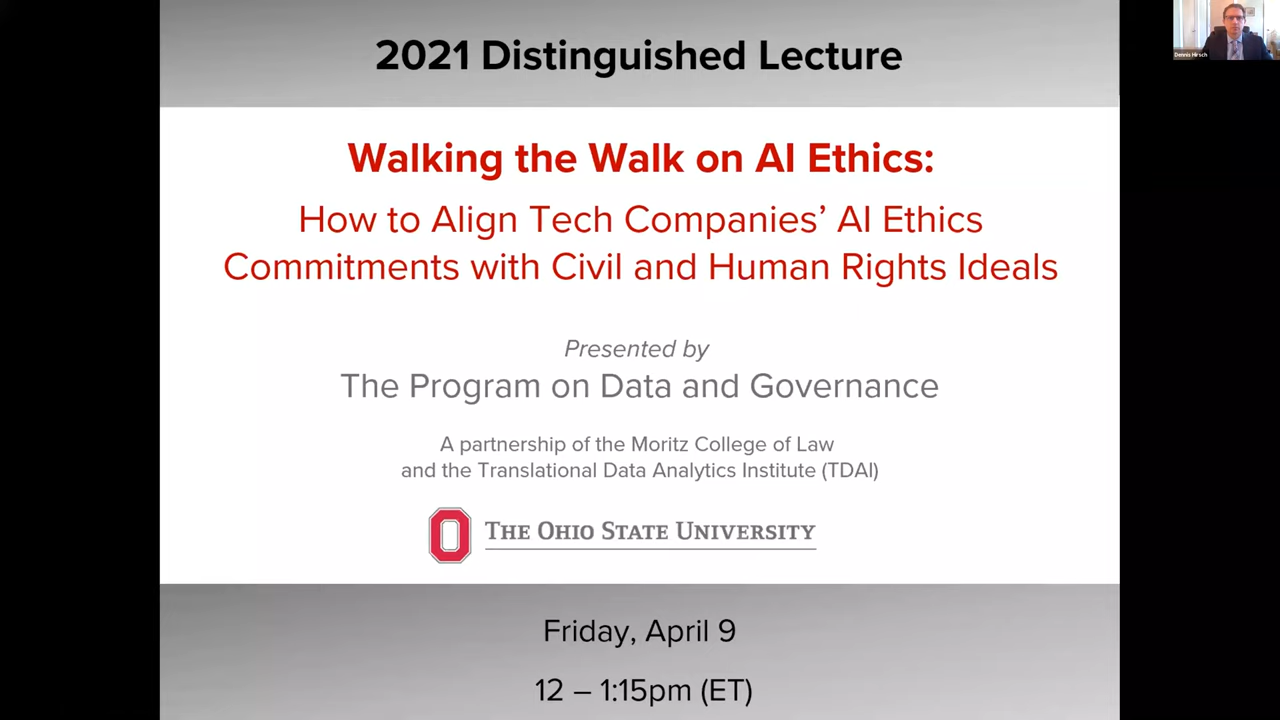 2021 Distinguished Lecture
Walking the Walk on AI Ethics:
How to Align Tech Companies’ AI Ethics
Commitments with Civil and Human Rights Ideals
Presented by
The Program on Data and Governance
A partnership of the Moritz College of Law
and the Translational Data Analytics Institute (TDAI)
THE OHIO STATE UNIVERSITY
Friday, April 9
12 – 1:15pm (ET)
Dennis Hirsch